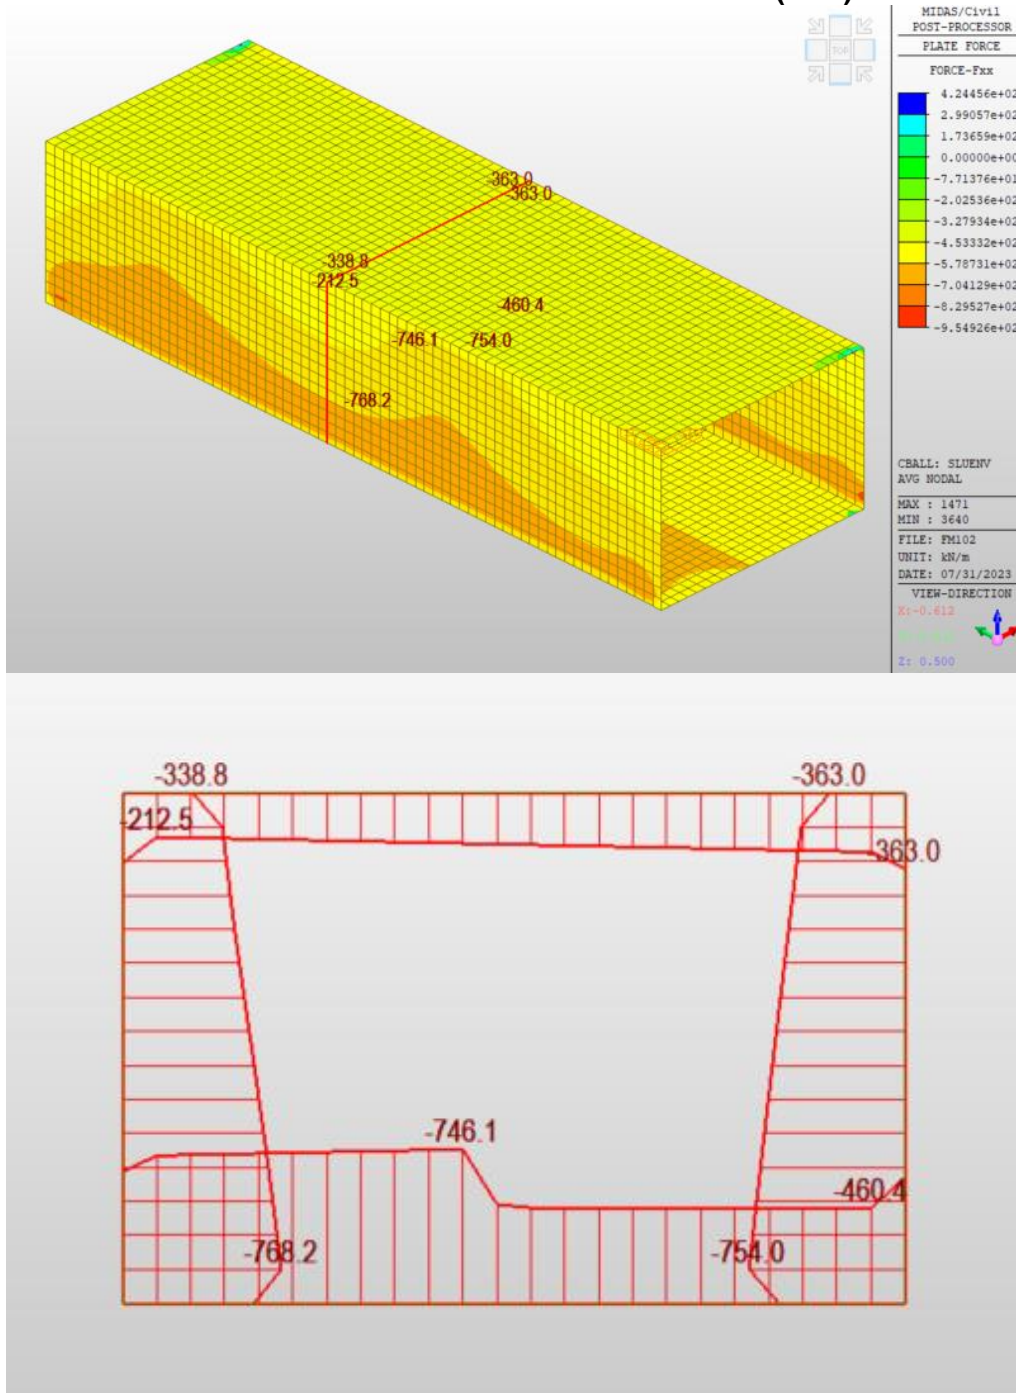 MIDAS/Civil
POST-PROCESSOR
PLATE FORCE
FORCE-Fxx
4.24456e+02
2.99057e+02
1.73659e+02
0.00000e+00
-7.71376e+01
-2.02536e+02
-3.27934e+02
-4.53332e+02
-5.78731e+02
-7.04129e+02
-8.29527e+02
-9.54926e+02
CBALL: SLUENV
AVG NODAL
MAX : 1471
MIN : 3640
FILE: FM102
UNIT: kN/m
DATE: 07/31/2023
VIEW-DIRECTION
X:-0.612
Z: 0.500
TOP
-363.0
-363.0
-338.8
-212.5
-460.4
-746.1
-754.0
-768.2
-338.8
-363.0
-212.5
363.0
-746.1
-460.4
-768.2
-754.0